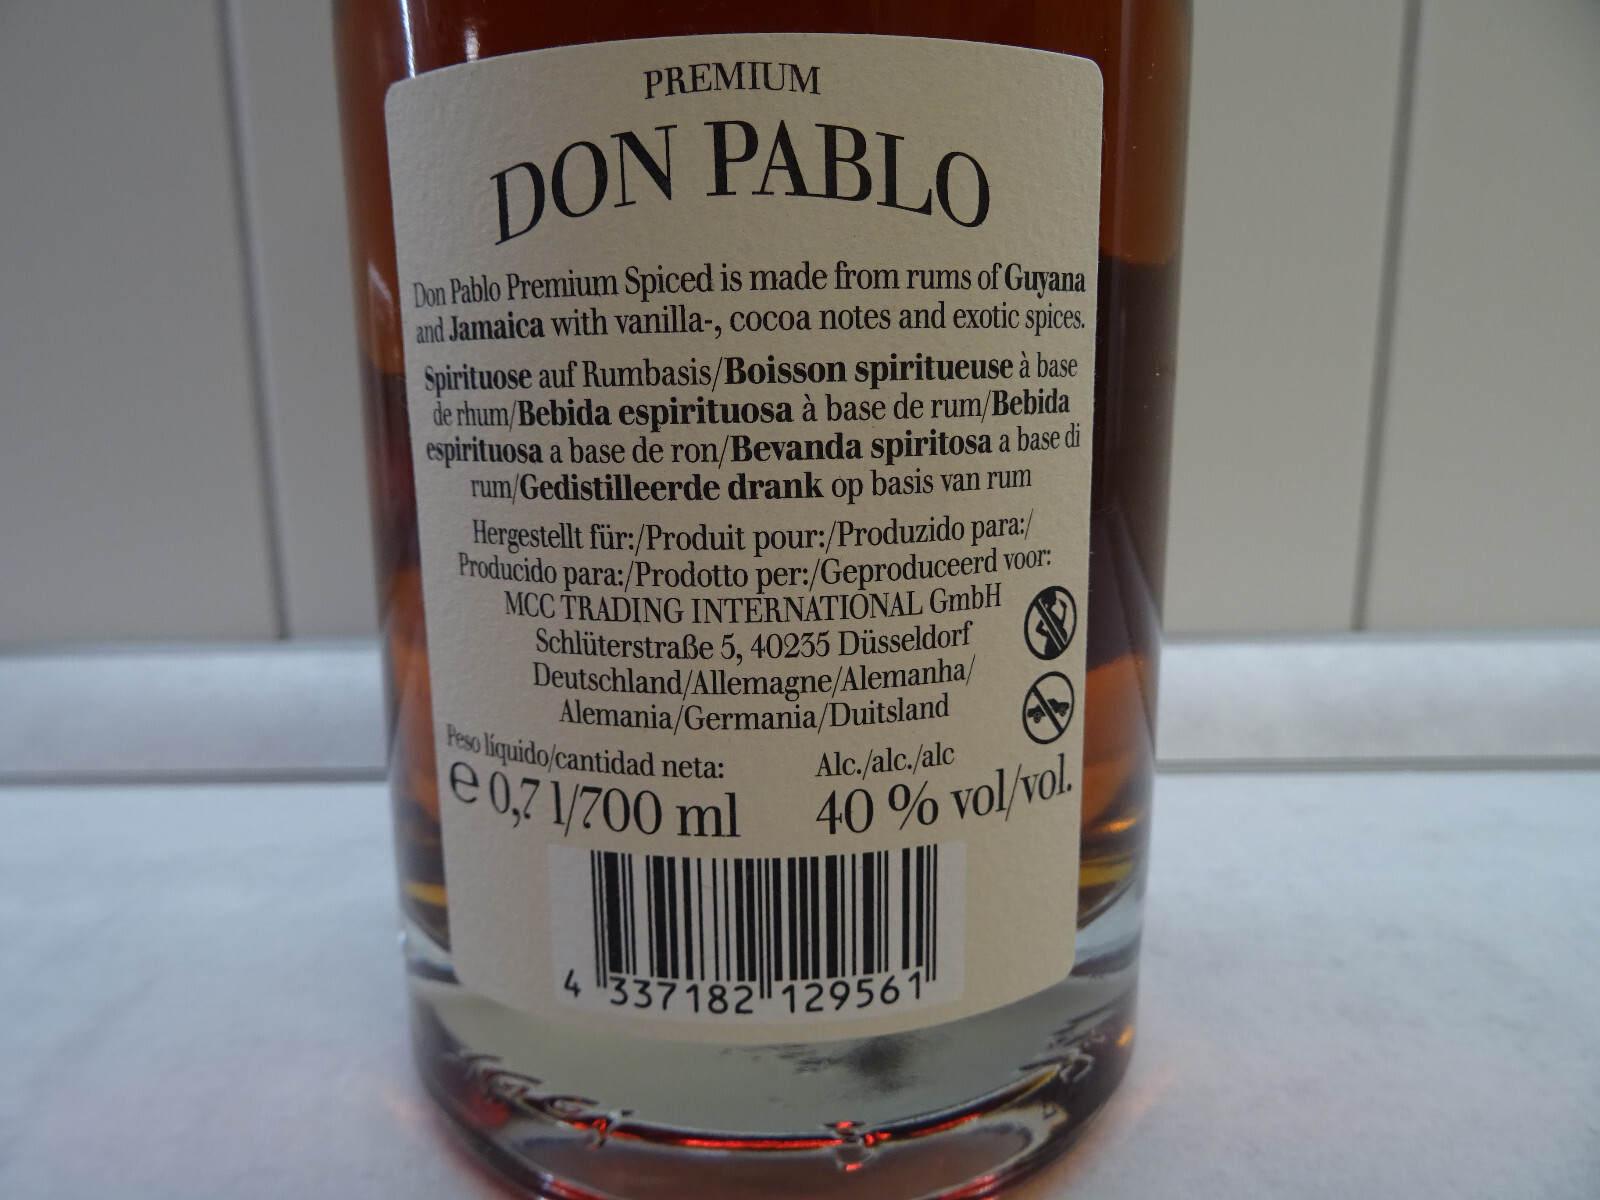 PREMIUM
DON PABLO
Don Pablo Premium Spiced is made from rums of Guyana
and Jamaica with vanilla-, cocoa notes and exotic spices.
Spirituose auf Rumbasis/Boisson spiritueuse à base
de rhum/Bebida espirituosa à base de rum/Bebida
espirituosa a base de ron/Bevanda spiritosa a base di
rum/Gedistilleerde drank op basis van rum
Hergestellt für:/Produit pour:/Produzido para:/
Producido para:/Prodotto per:/Geproduceerd voor:
MCC TRADING INTERNATIONAL GmbH
Schlüterstraße 5, 40235 Düsseldorf
Deutschland/Allemagne/Alemanha/
Alemania/Germania/Duitsland
Peso líquido/cantidad neta: Alc./alc./alc
℮ 0,7 l/700 ml 40 % vol/vol.
4 337182 129561